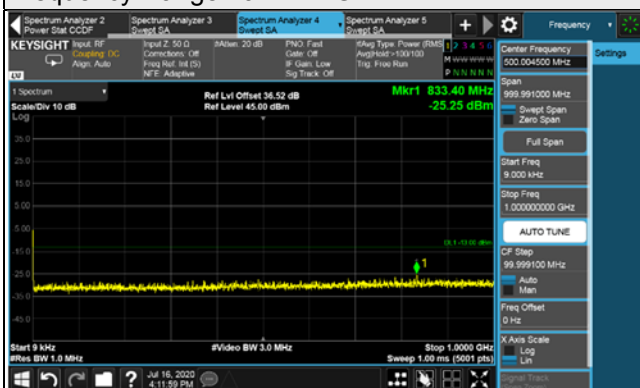 Spectrum Analyzer 2
Power Stat CCDF
Spectrum Analyzer 3
Swept SA
Spectrum Analyzer 4
Swept SA
Spectrum Analyzer 5
Swept SA
+
Frequency
KEYSIGHT
Input: RF
Coupling: DC
Align: Auto
Input Z: 50 Ω
Corrections: Off
Freq Ref: Int (S)
NFE: Adaptive
#Atten: 20 dB
PNO: Fast
Gate: Off
IF Gain: Low
Sig Track: Off
#Avg Type: Power (RMS
Avg|Hold:>100/100
Trig: Free Run
1 2 3 4 5 6
M W W W W W
P N N N N N
LW
1 Spectrum
Scale/Div 10 dB
Log
Ref Lvl Offset 36.52 dB
Ref Level 45.00 dBm
Mkr1 833.40 MHz
-25.25 dBm
35.0
25.0
15.0
5.00
-5.00
-15.0
-25.0
-35.0
-45.0
DL1 -13.00 dBm
1
Start 9 kHz
#Res BW 1.0 MHz
#Video BW 3.0 MHz
Stop 1.0000 GHz
Sweep 1.00 ms (5001 pts)
Jul 16, 2020
4:11:59 PM
Center Frequency
500.004500 MHz
Span
999.991000 MHz
Swept Span
Zero Span
Full Span
Start Freq
9.000 kHz
Stop Freq
1.000000000 GHz
AUTO TUNE
CF Step
99.999100 MHz
Auto
Man
Freq Offset
0 Hz
X Axis Scale
Log
Lin
Signal Track
Settings